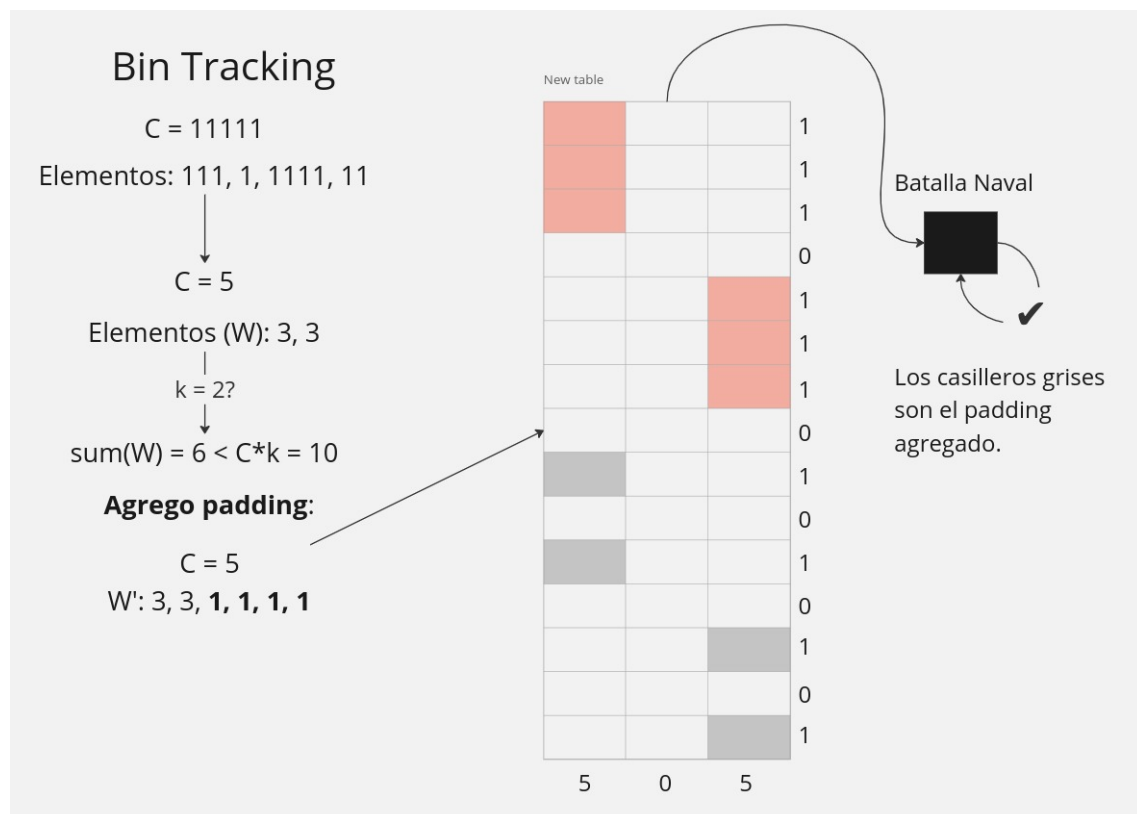 Bin Tracking
C = 11111
Elementos: 111, 1, 1111, 11
C = 5
Elementos (W): 3, 3
k = 2?
sum(W) = 6 < C*k = 10
Agrego padding:
C = 5
W': 3, 3, 1, 1, 1, 1
New table
1
1
1
0
1
1
1
0
1
0
1
0
1
0
1
5 0 5
Batalla Naval
✔
Los casilleros grises
son el padding
agregado.